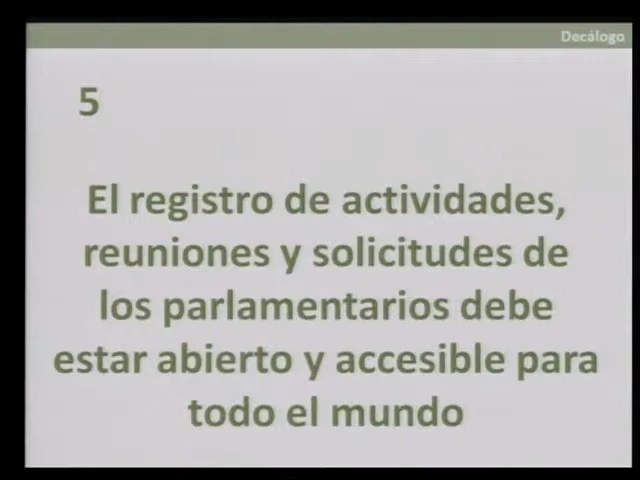 Decálogo
5
El registro de actividades,
reuniones y solicitudes de
los parlamentarios debe
estar abierto y accesible para
todo el mundo